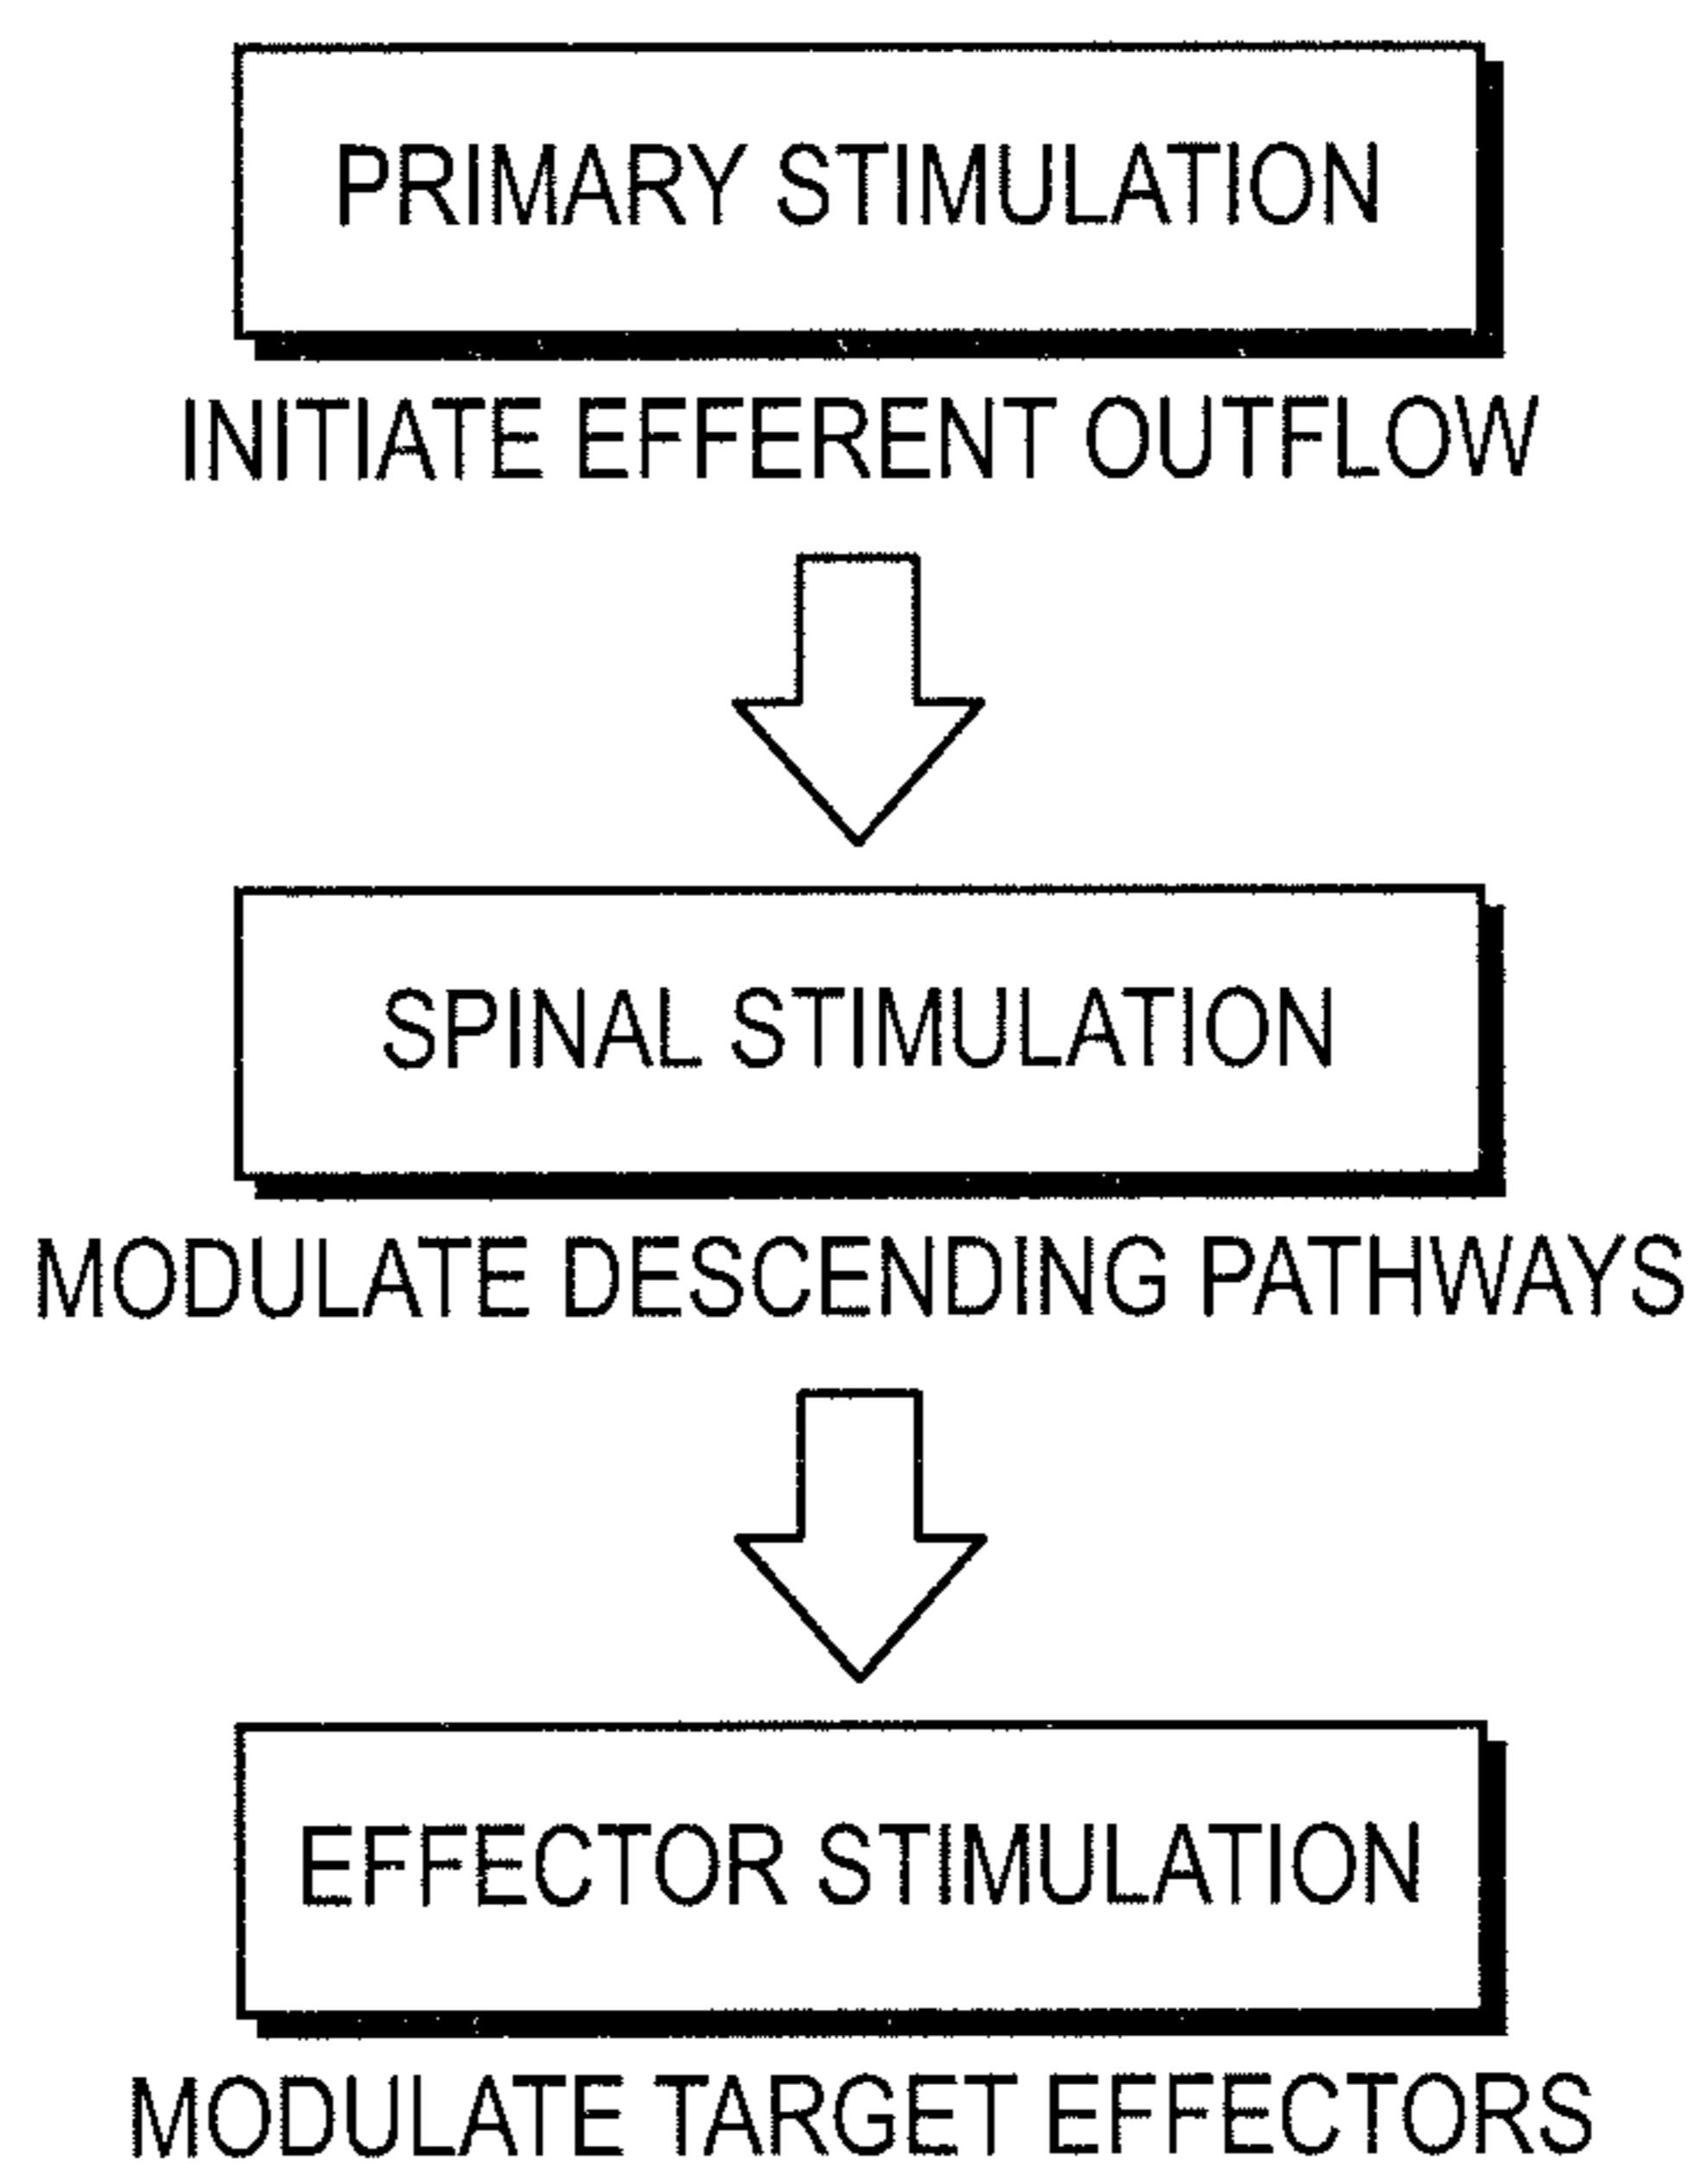 PRIMARY STIMULATION
INITIATE EFFERENT OUTFLOW
SPINAL STIMULATION
MODULATE DESCENDING PATHWAYS
EFFECTOR STIMULATION
MODULATE TARGET EFFECTORS